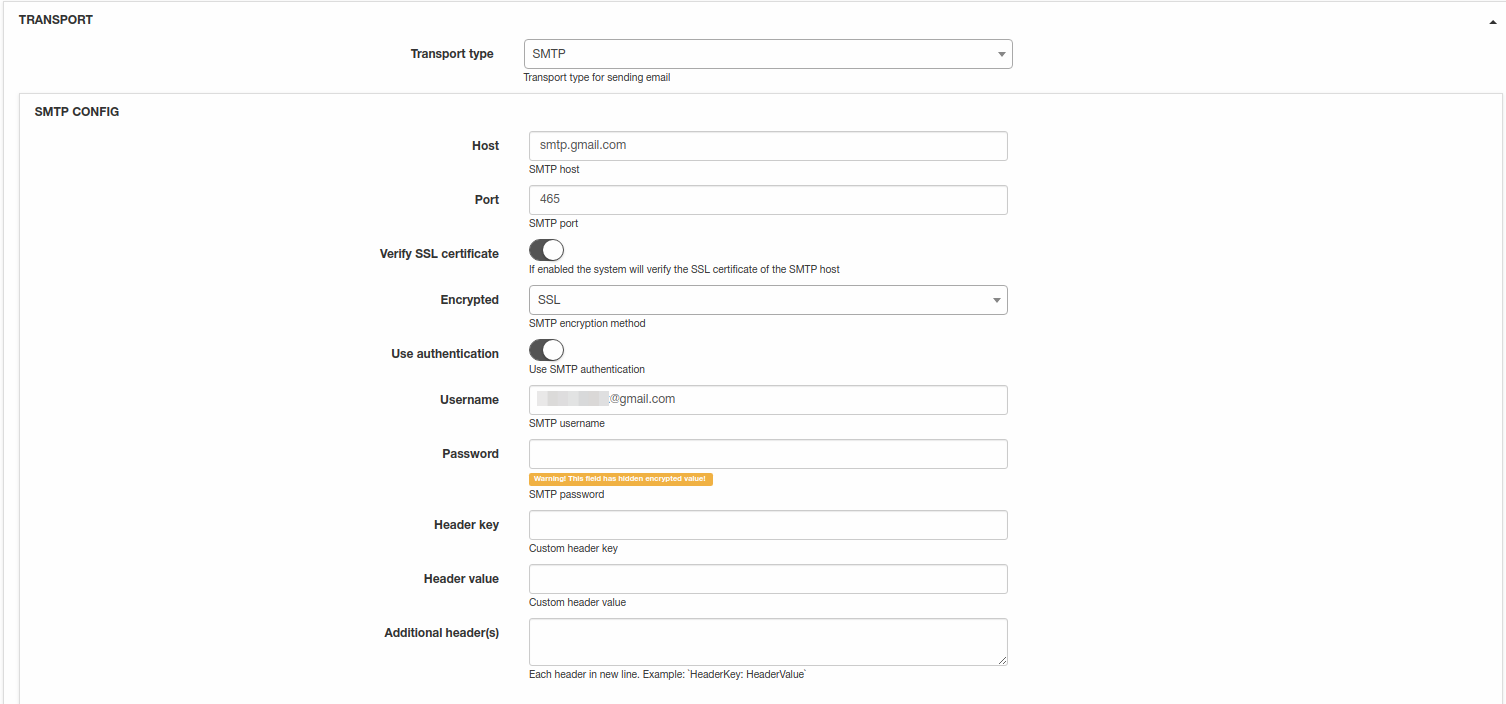 TRANSPORT
Transport type
SMTP
Transport type for sending email
SMTP CONFIG
Host
smtp.gmail.com
SMTP host
Port
465
SMTP port
Verify SSL certificate
If enabled the system will verify the SSL certificate of the SMTP host
Encrypted
SSL
SMTP encryption method
Use authentication
Use SMTP authentication
Username
@gmail.com
SMTP username
Password
Warning! This field has hidden encrypted value!
SMTP password
Header key
Custom header key
Header value
Custom header value
Additional header(s)
Each header in new line. Example: `HeaderKey: HeaderValue`